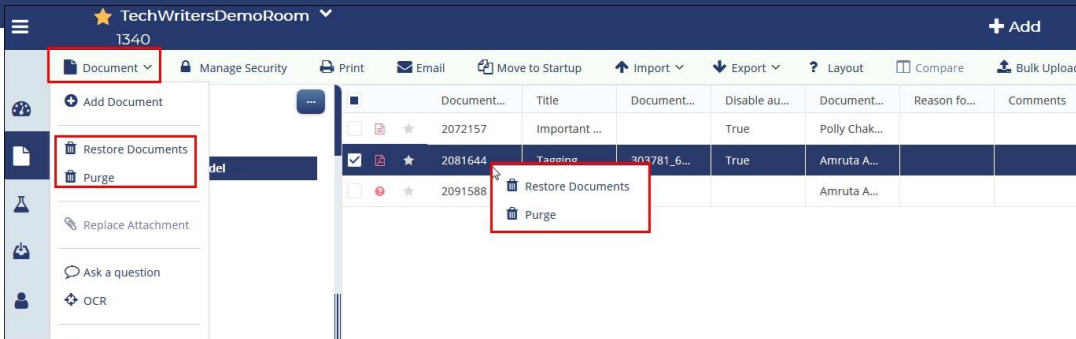 TechWritersDemoRoom
1340
Add
Document
Manage Security
Print
Email
Move to Startup
Import
Export
? Layout
Compare
Bulk Upload
Add Document
Restore Documents
Purge
Replace Attachment
Ask a question
OCR
del
...
Document... Title Document... Disable au... Document... Reason fo... Comments
2072157 Important ... True Polly Chak...
2081644 Tagging 303781_6... True Amruta A...
2091588 Amruta A...
Restore Documents
Purge